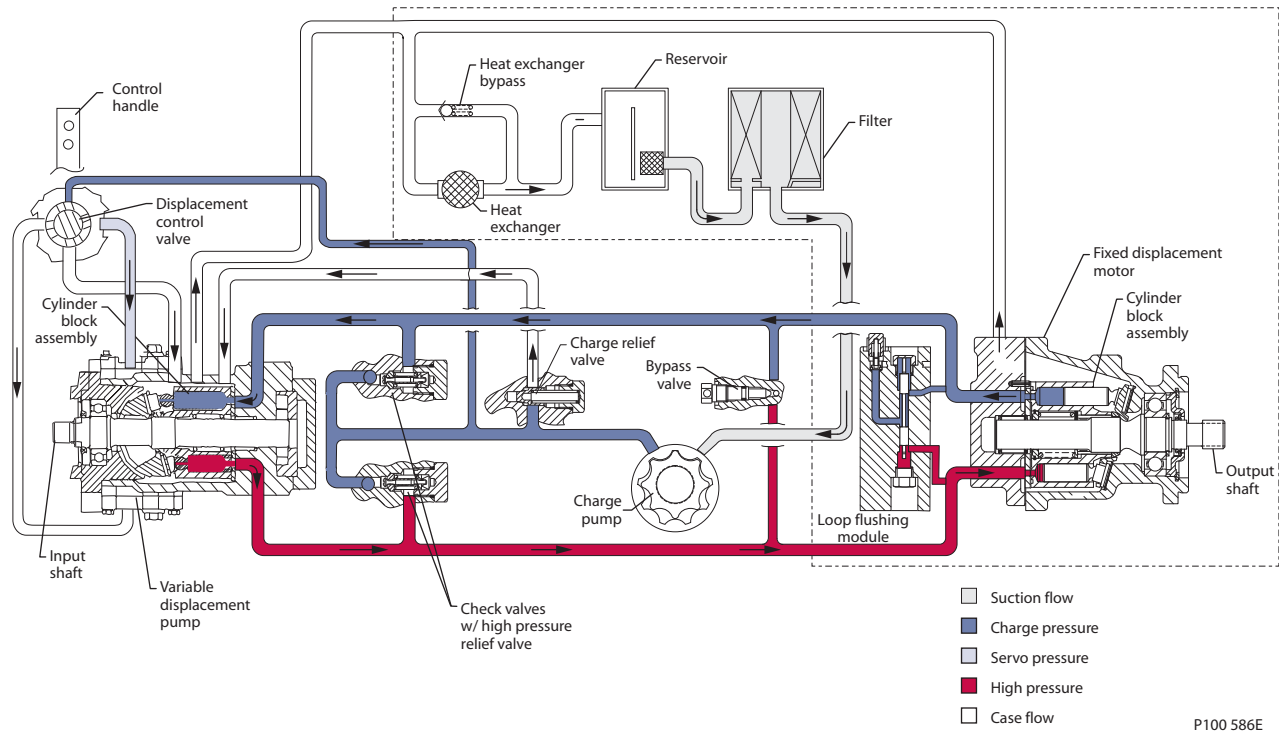 Control
handle
Heat exchanger
bypass
Reservoir
Filter
Displacement
control
valve
Heat
exchanger
Fixed displacement
motor
Cylinder
block
assembly
Cylinder
block
assembly
Charge relief
valve
Bypass
valve
Output
shaft
Charge
pump
Loop flushing
module
Input
shaft
Variable
displacement
pump
Check valves
w/ high pressure
relief valve
Suction flow
Charge pressure
Servo pressure
High pressure
Case flow
P100 586E